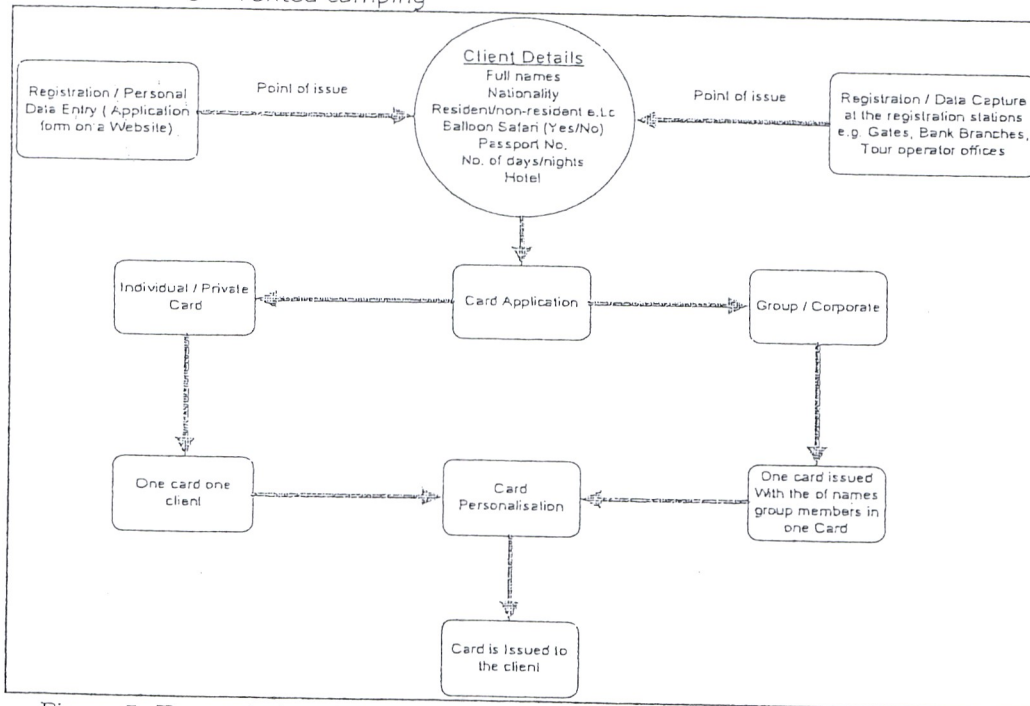 vented camping
Client Details
Full names
Nationality
Resident/non-resident e.t.c
Balloon Safari (Yes/No)
Passport No.
No. of days/nights
Hotel
Registration / Personal
Data Entry ( Application
form on a Website)
Point of issue
Point of issue
Registraion / Data Capture
at the registration stations
e.g. Gates, Bank Branches,
Tour operator offices
Individual / Private
Card
Card Application
Group / Corporate
One card one
client
Card
Personalisation
One card issued
With the of names
group members in
one Card
Card is Issued to
the client